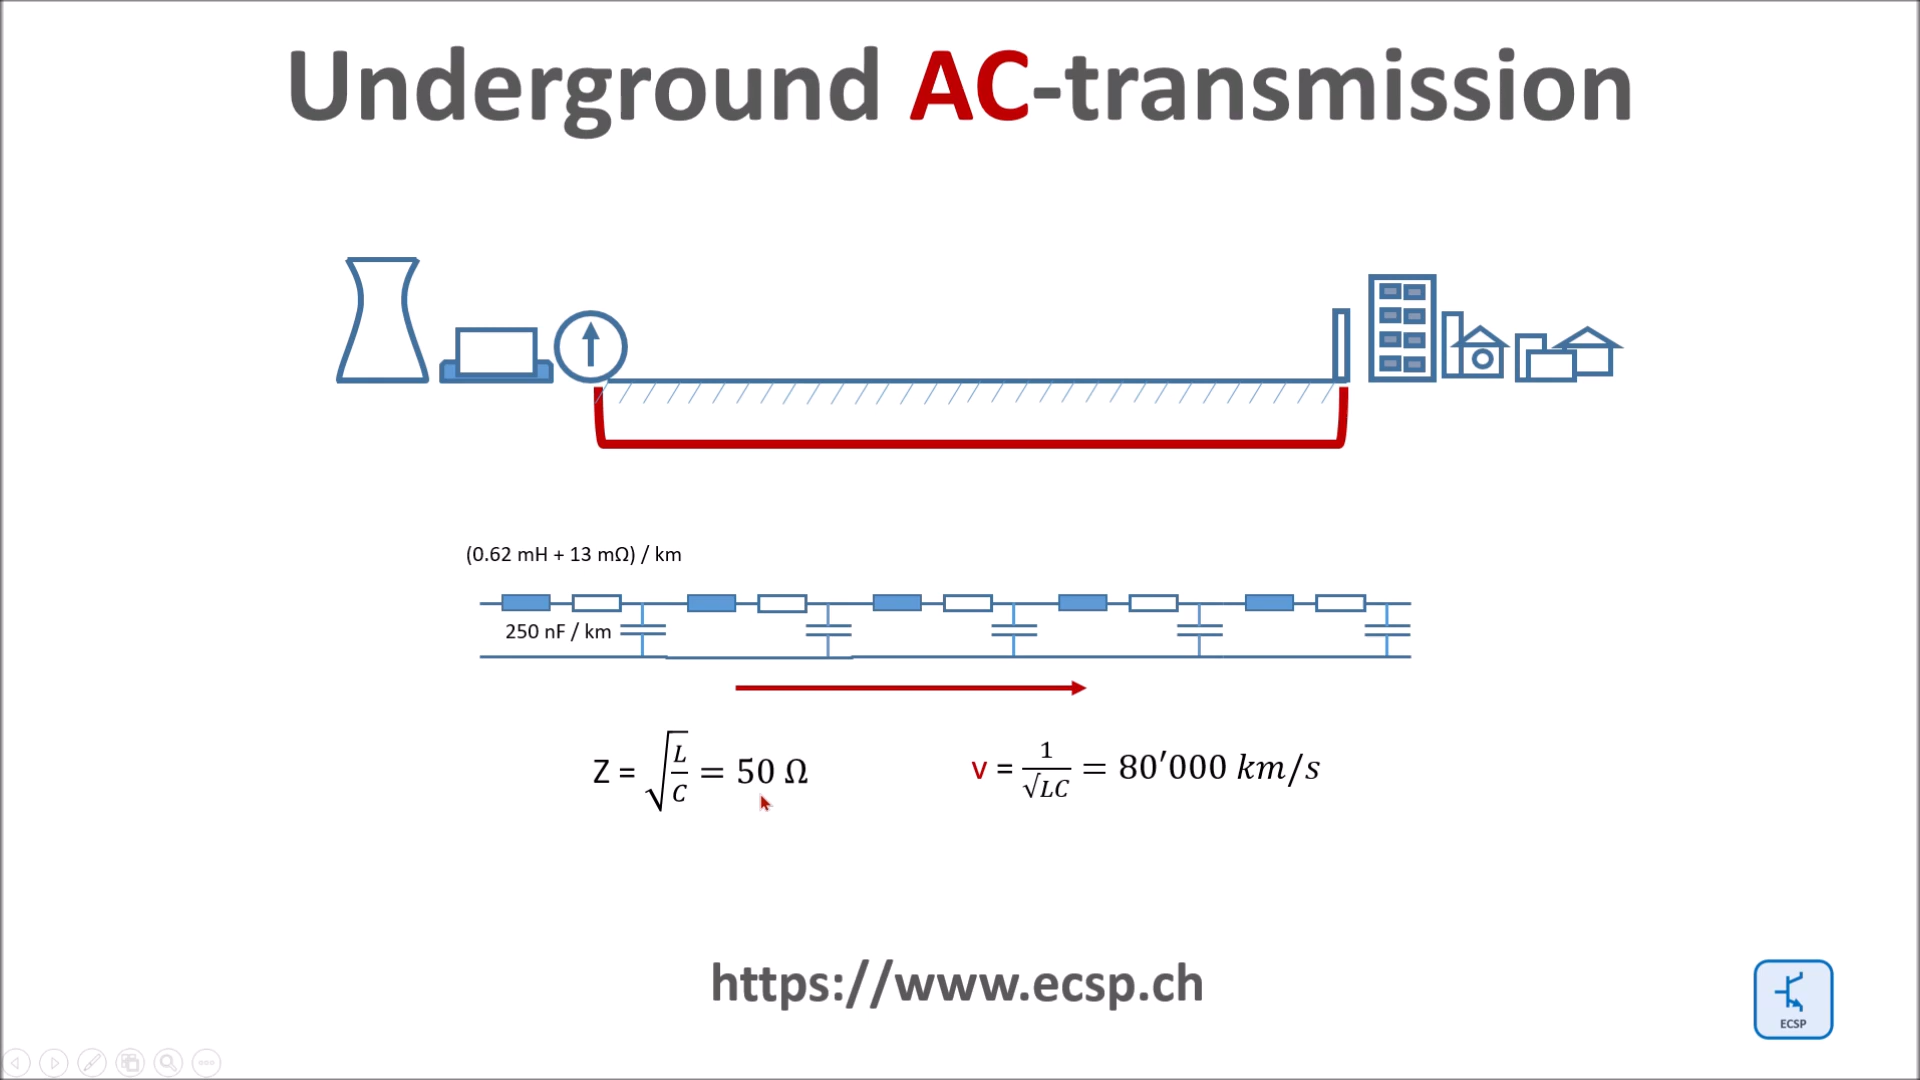 Underground AC-transmission
(0.62 mH + 13 mΩ) / km
250 nF / km
Z = √L/C = 50 Ω
v = 1/√LC = 80′000 km/s
https://www.ecsp.ch
ECSP